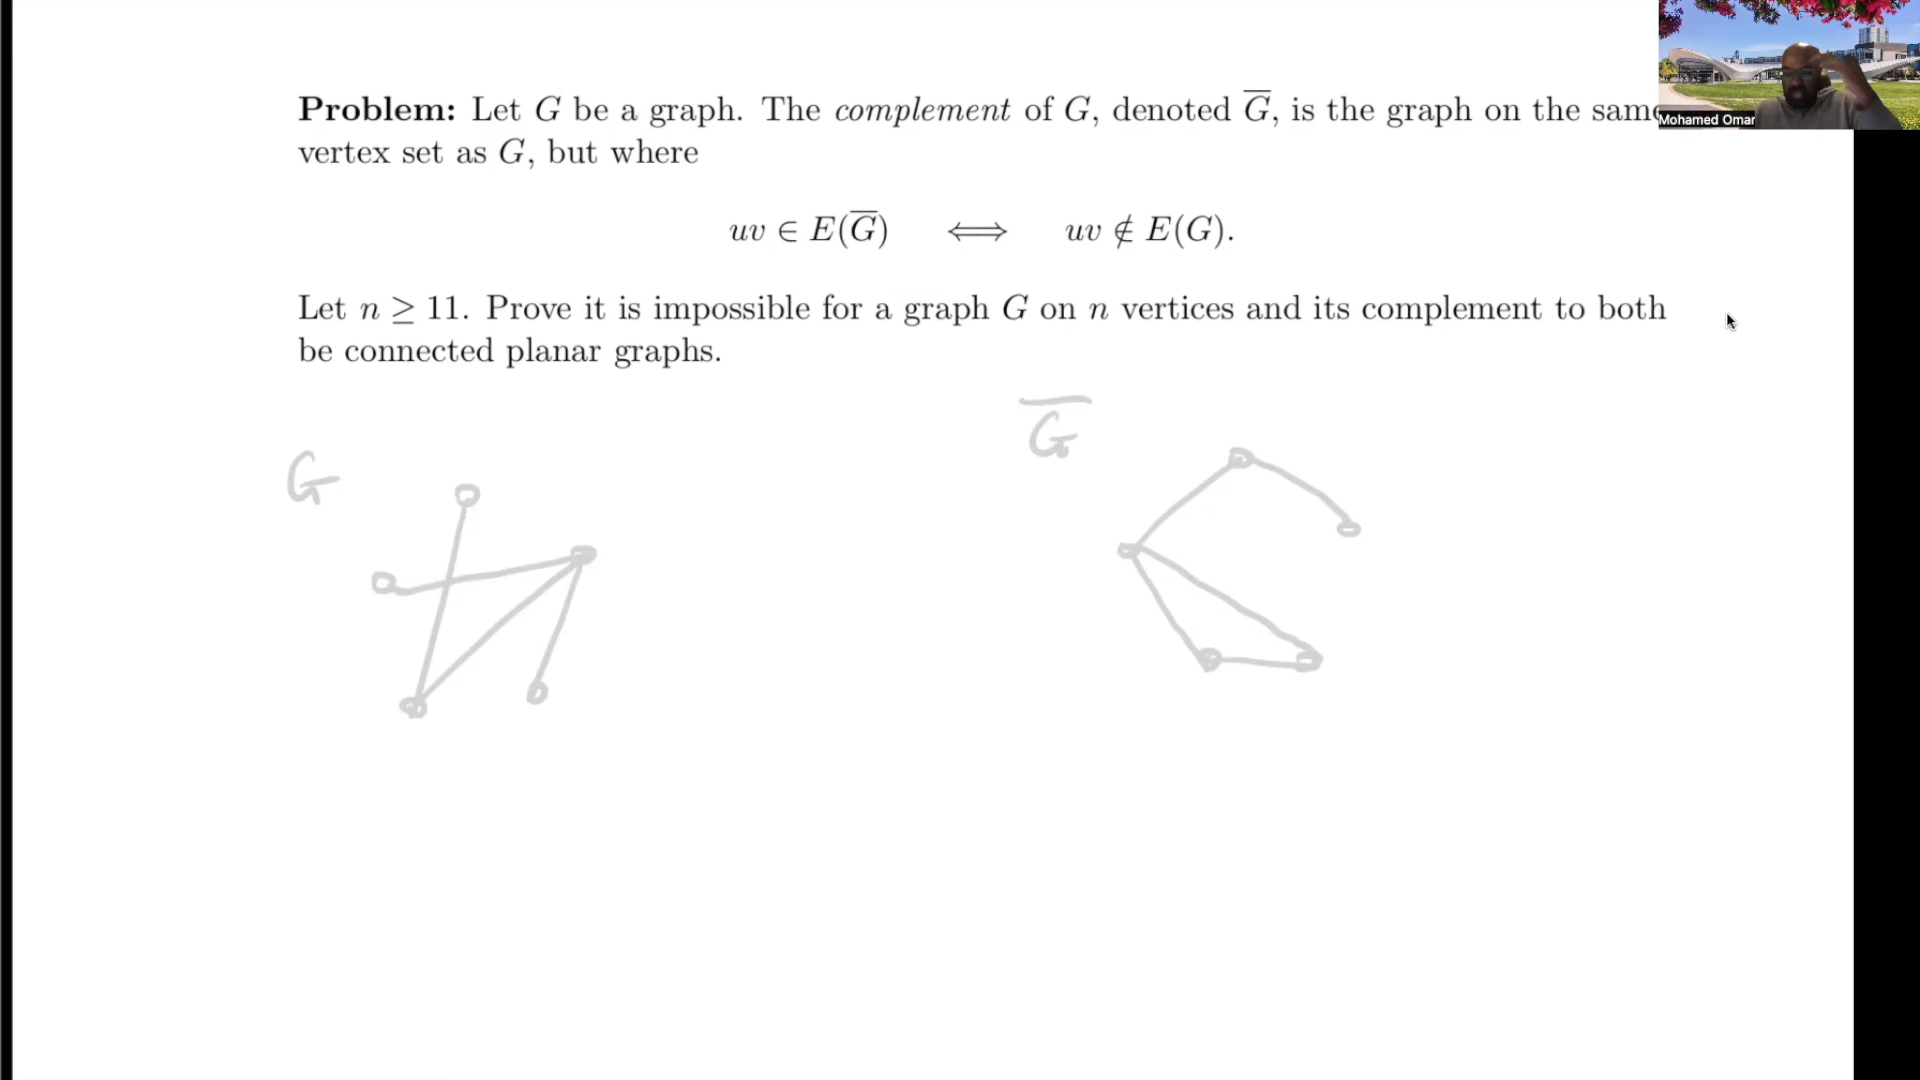 Problem: Let G be a graph. The complement of G, denoted G̅, is the graph on the same
vertex set as G, but where
uv ∈ E(G̅) ⟺ uv ∉ E(G).
Let n ≥ 11. Prove it is impossible for a graph G on n vertices and its complement to both
be connected planar graphs.
G̅
G
Mohamed Omar